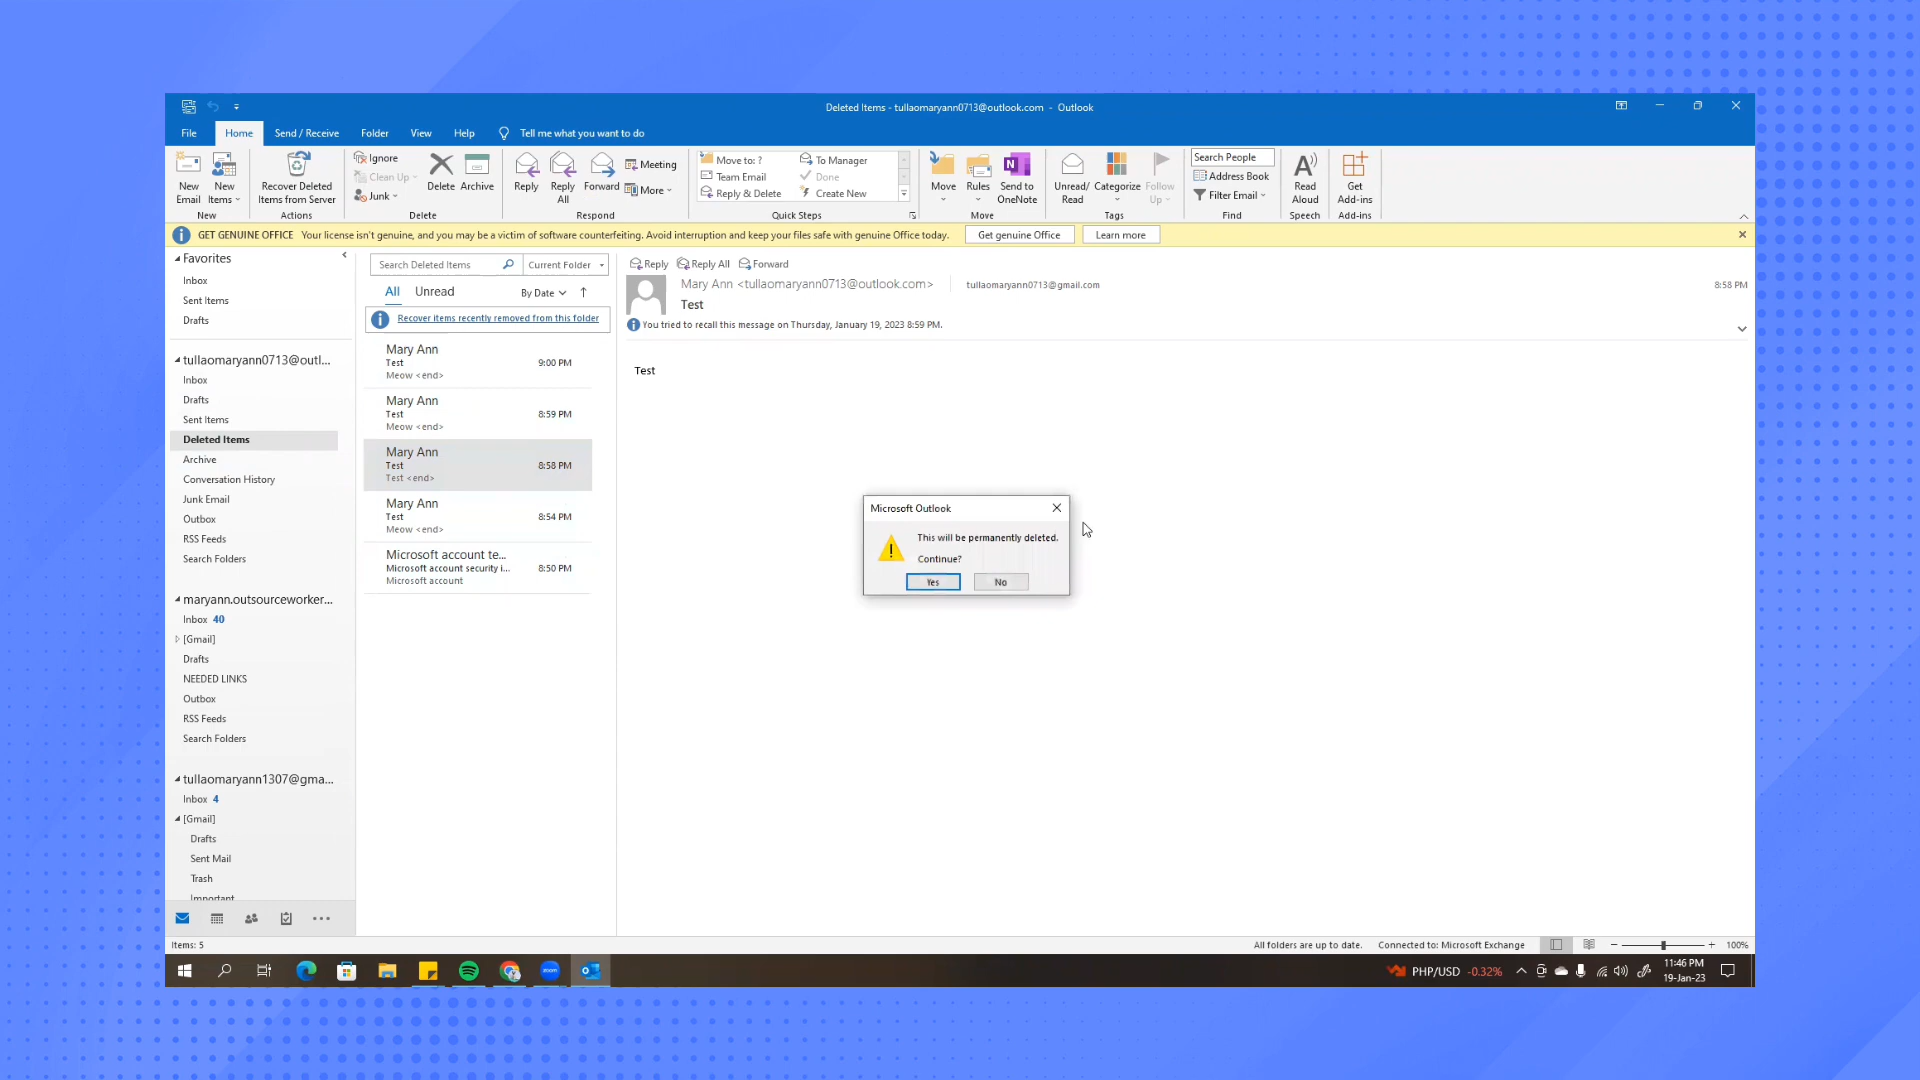 Deleted Items - tullaomaryann0713@outlook.com - Outlook
File Home Send / Receive Folder View Help Tell me what you want to do
New Email
New Items
New
Recover Deleted Items from Server
Actions
Ignore
Clean Up
Junk
Delete
Archive
Delete
Reply
Reply All
Forward
Meeting
More
Respond
Move to: ?
Team Email
Reply & Delete
To Manager
Done
Create New
Quick Steps
Move
Rules
Send to OneNote
Move
Unread/ Read
Categorize
Follow Up
Tags
Search People
Address Book
Filter Email
Find
Read Aloud
Speech
Get Add-ins
Add-ins
GET GENUINE OFFICE Your license isn't genuine, and you may be a victim of software counterfeiting. Avoid interruption and keep your files safe with genuine Office today. Get genuine Office Learn more
Favorites
Inbox
Sent Items
Drafts
tullaomaryann0713@outl...
Inbox
Drafts
Sent Items
Deleted Items
Archive
Conversation History
Junk Email
Outbox
RSS Feeds
Search Folders
maryann.outsourceworker...
Inbox 40
[Gmail]
Drafts
NEEDED LINKS
Outbox
RSS Feeds
Search Folders
tullaomaryann1307@gma...
Inbox 4
[Gmail]
Drafts
Sent Mail
Trash
Important
Search Deleted Items Current Folder
All Unread By Date
Recover items recently removed from this folder
Mary Ann
Test 9:00 PM
Meow <end>
Mary Ann
Test 8:59 PM
Meow <end>
Mary Ann
Test 8:58 PM
Test <end>
Mary Ann
Test 8:54 PM
Meow <end>
Microsoft account te...
Microsoft account security i... 8:50 PM
Microsoft account
Reply Reply All Forward
Mary Ann <tullaomaryann0713@outlook.com> tullaomaryann0713@gmail.com 8:58 PM
Test
You tried to recall this message on Thursday, January 19, 2023 8:59 PM.
Test
Microsoft Outlook
This will be permanently deleted.
Continue?
Yes No
Items: 5 All folders are up to date. Connected to: Microsoft Exchange 100%
zoom
PHP/USD -0.32%
11:46 PM
19-Jan-23